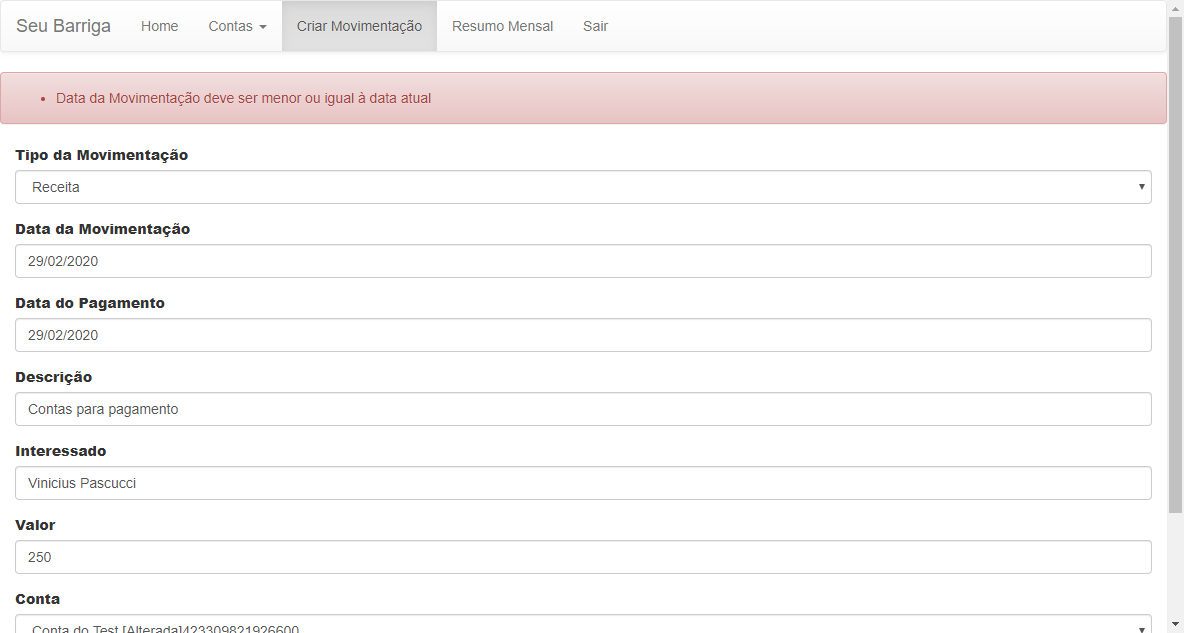 Seu Barriga Home Contas Criar Movimentação Resumo Mensal Sair
Data da Movimentação deve ser menor ou igual à data atual
Tipo da Movimentação
Receita
Data da Movimentação
29/02/2020
Data do Pagamento
29/02/2020
Descrição
Contas para pagamento
Interessado
Vinicius Pascucci
Valor
250
Conta
Conta do Test [Alterada]423309821926600